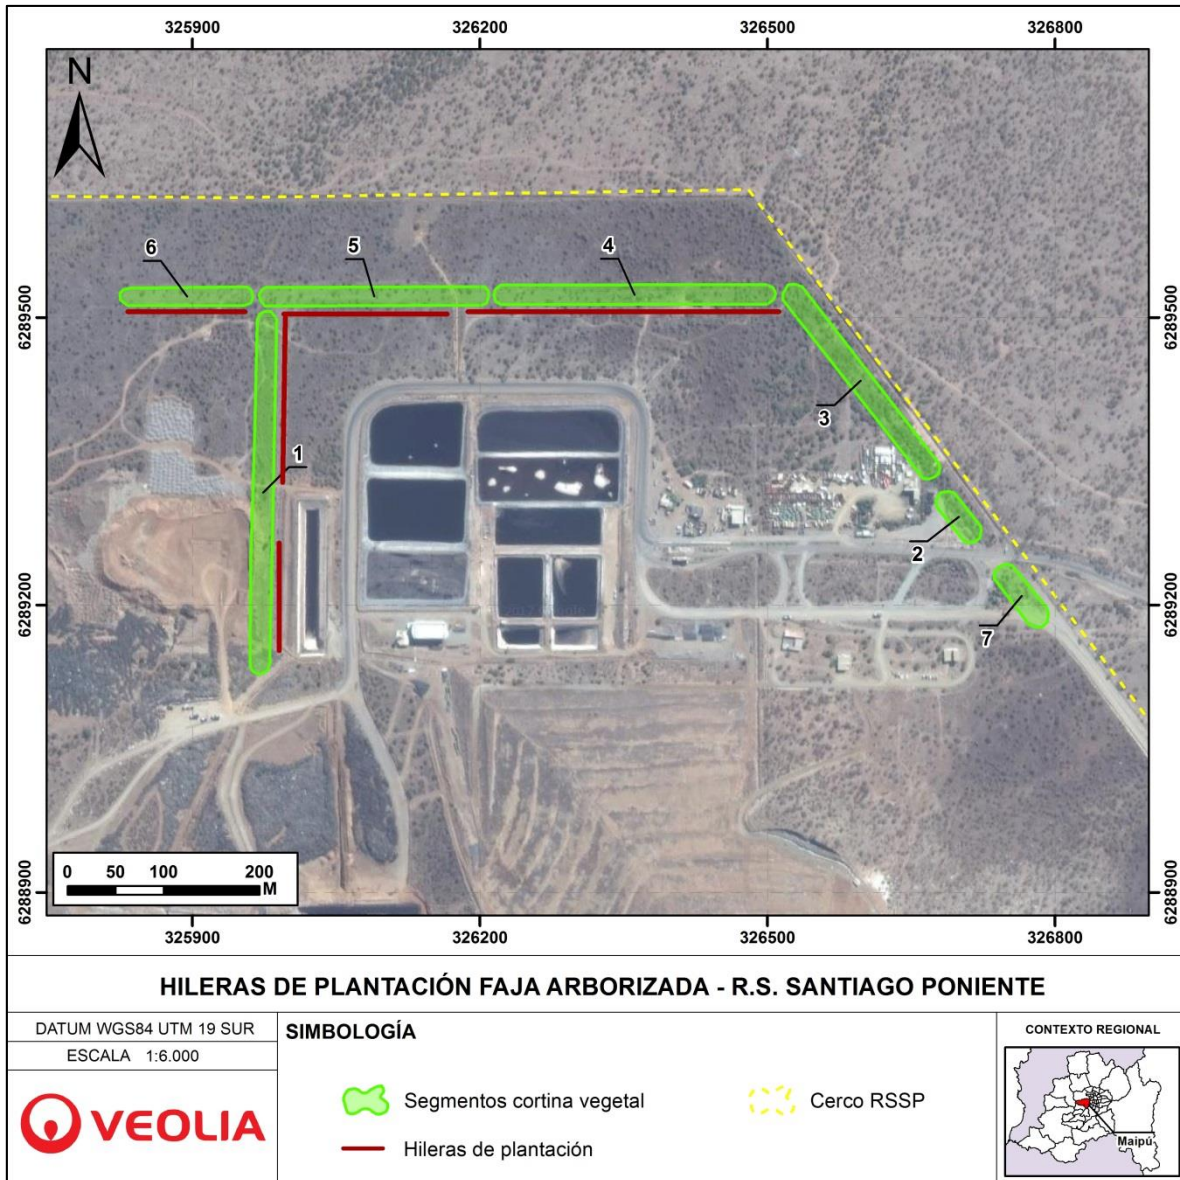 325900 326200 326500 326800
N
6 5 4
6289500 6289500
3
1
2
6289200 6289200
7
0 50 100 200
M
6288900 6288900
325900 326200 326500 326800
HILERAS DE PLANTACIÓN FAJA ARBORIZADA - R.S. SANTIAGO PONIENTE
DATUM WGS84 UTM 19 SUR
ESCALA 1:6.000
VEOLIA
SIMBOLOGÍA
Segmentos cortina vegetal
Cerco RSSP
Hileras de plantación
CONTEXTO REGIONAL
Maipú